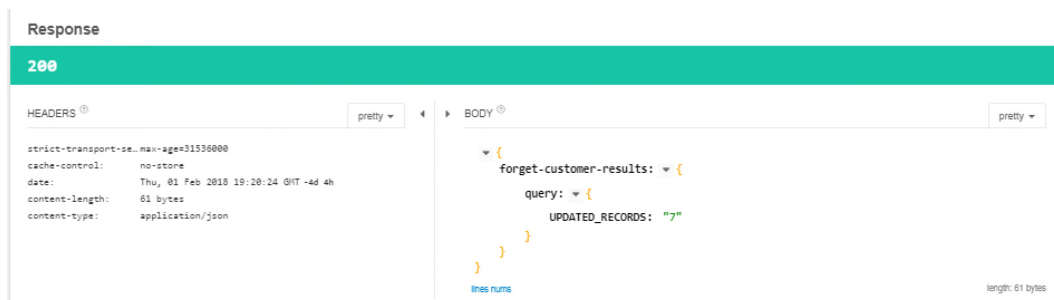 Response
200
HEADERS ?
pretty
BODY ?
pretty
strict-transport-se… max-age=31536000
cache-control: no-store
date: Thu, 01 Feb 2018 19:20:24 GMT -4d 4h
content-length: 61 bytes
content-type: application/json
{
forget-customer-results: {
query: {
UPDATED_RECORDS: "7"
}
}
}
lines nums
length: 61 bytes